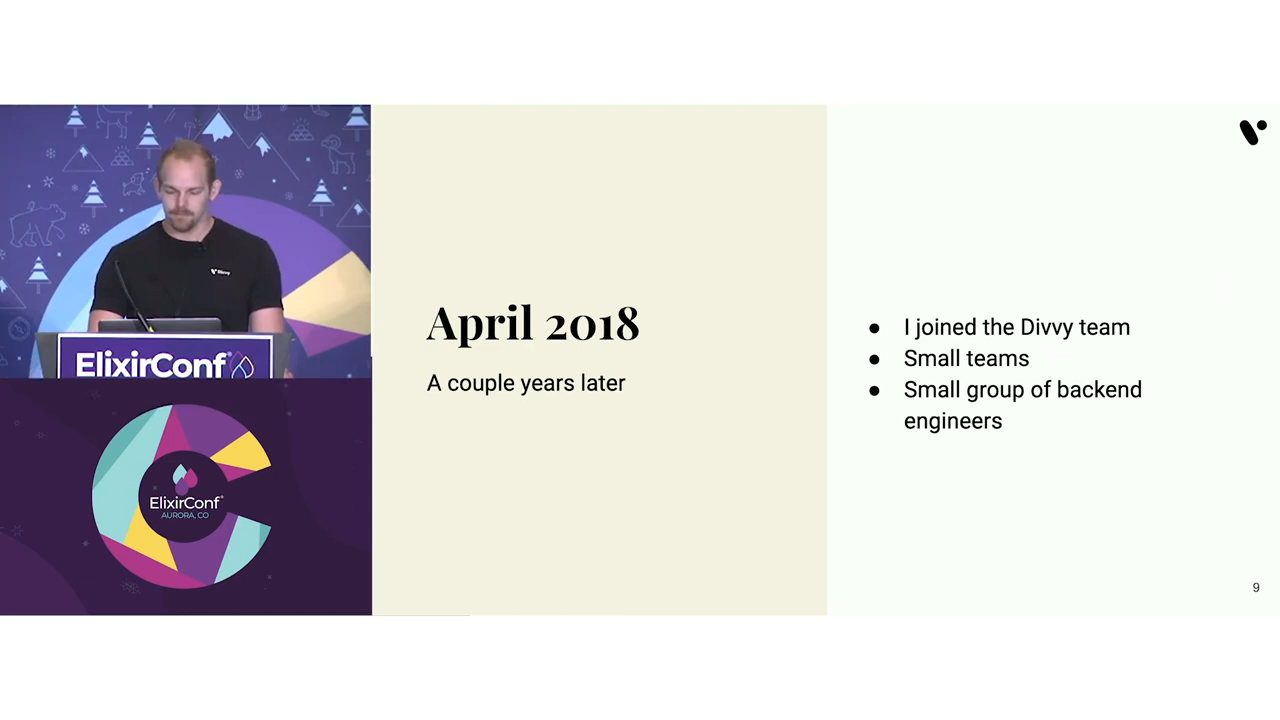 Divvy
ElixirConf
ElixirConf
AURORA, CO
April 2018
A couple years later
● I joined the Divvy team
● Small teams
● Small group of backend
engineers
9